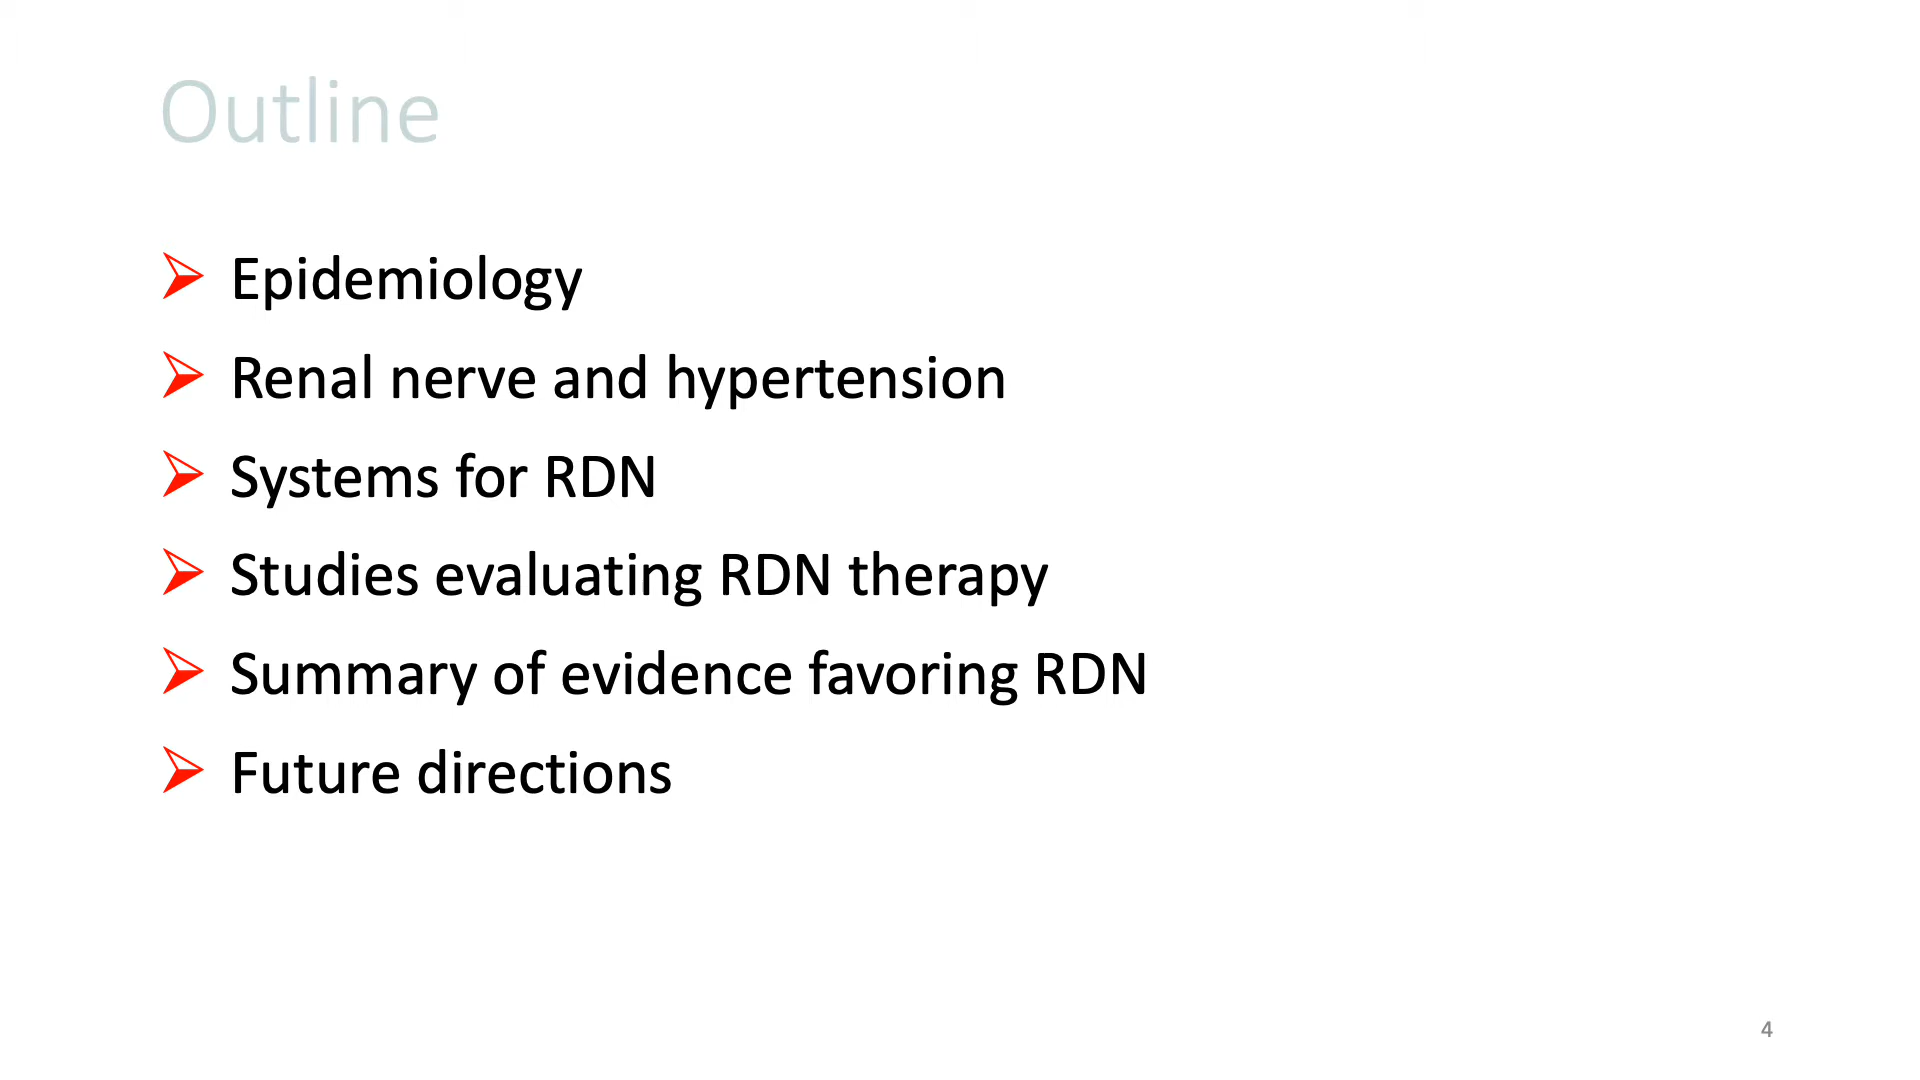 Outline
Epidemiology
Renal nerve and hypertension
Systems for RDN
Studies evaluating RDN therapy
Summary of evidence favoring RDN
Future directions
4